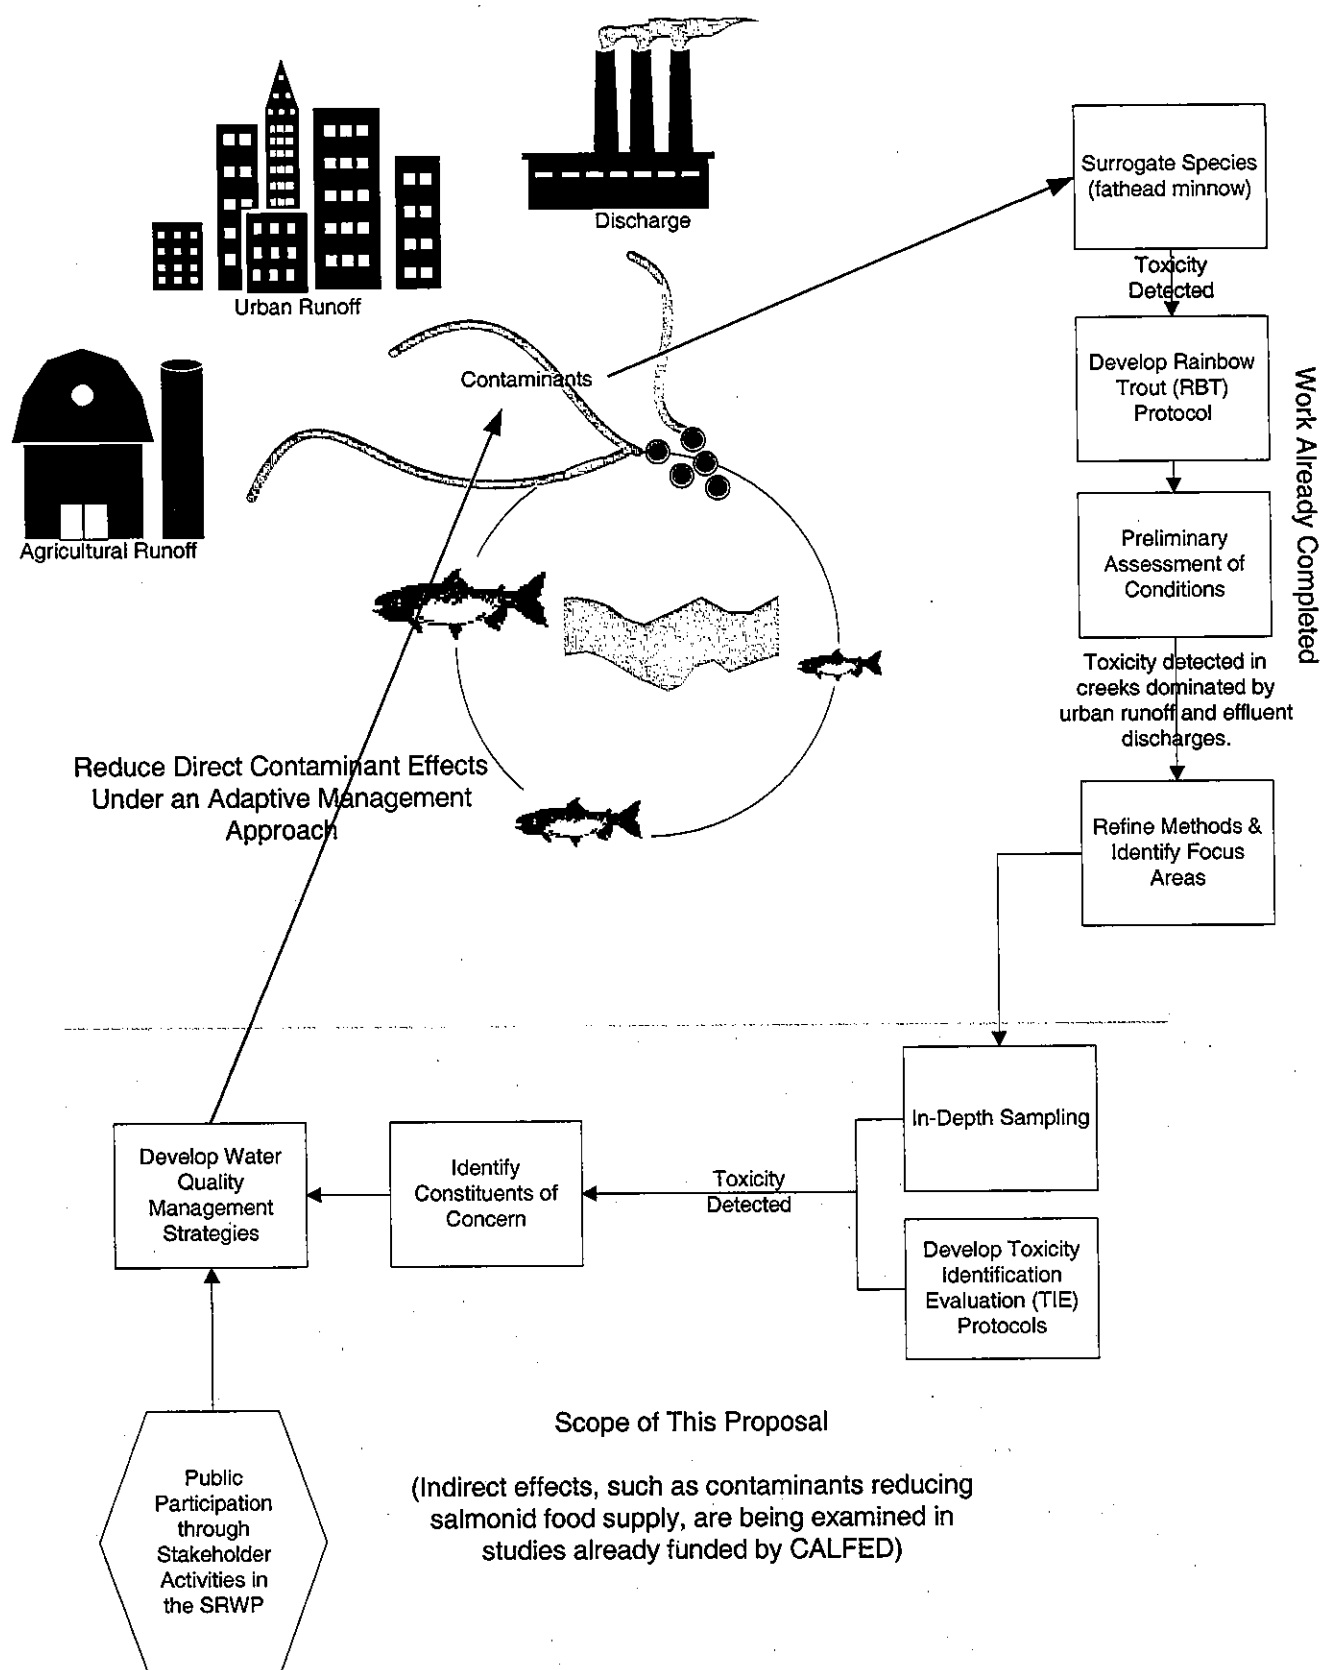 Discharge
Urban Runoff
Agricultural Runoff
Contaminants
Surrogate Species
(fathead minnow)
Toxicity
Detected
Develop Rainbow
Trout (RBT)
Protocol
Preliminary
Assessment of
Conditions
Work Already Completed
Toxicity detected in
creeks dominated by
urban runoff and effluent
discharges.
Refine Methods &
Identify Focus
Areas
Reduce Direct Contaminant Effects
Under an Adaptive Management
Approach
In-Depth Sampling
Develop Toxicity
Identification
Evaluation (TIE)
Protocols
Toxicity
Detected
Identify
Constituents of
Concern
Develop Water
Quality
Management
Strategies
Public
Participation
through
Stakeholder
Activities in
the SRWP
Scope of This Proposal
(Indirect effects, such as contaminants reducing
salmonid food supply, are being examined in
studies already funded by CALFED)